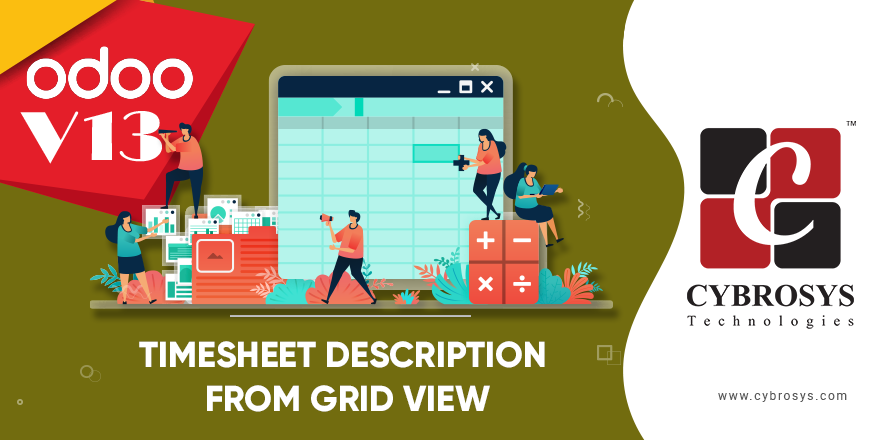 odoo
V13
TIMESHEET DESCRIPTION
FROM GRID VIEW
C
™
CYBROSYS
Technologies
www.cybrosys.com